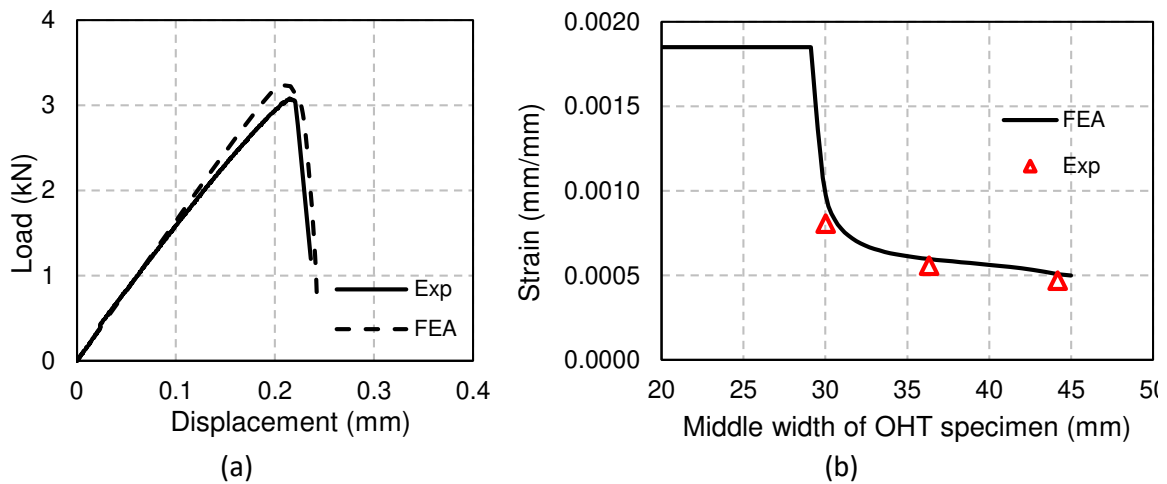 4
3
2
1
0
Load (kN)
Exp
FEA
0 0.1 0.2 0.3 0.4
Displacement (mm)
(a)
0.0020
0.0015
0.0010
0.0005
0.0000
Strain (mm/mm)
FEA
Exp
20 25 30 35 40 45 50
Middle width of OHT specimen (mm)
(b)